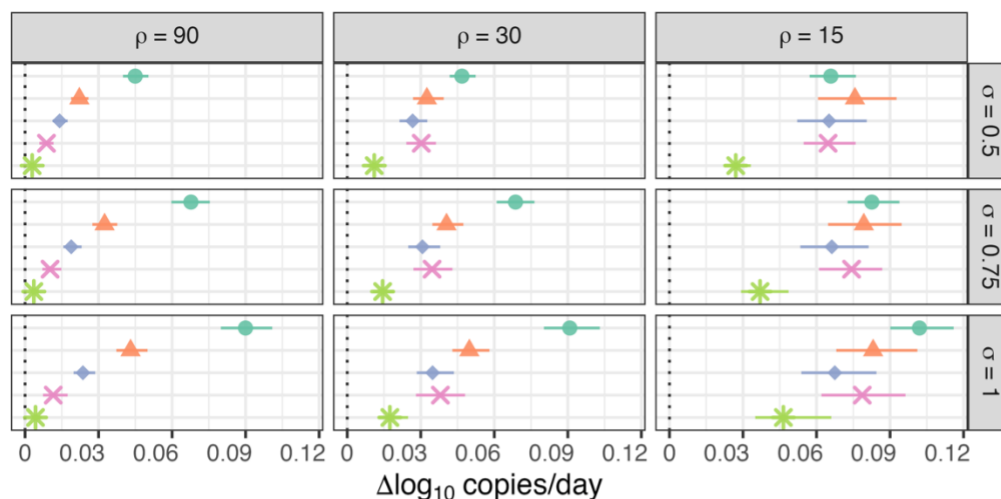 ρ = 90 ρ = 30 ρ = 15
σ = 0.5
σ = 0.75
σ = 1
0 0.03 0.06 0.09 0.12 0 0.03 0.06 0.09 0.12 0 0.03 0.06 0.09 0.12
Δlog₁₀ copies/day